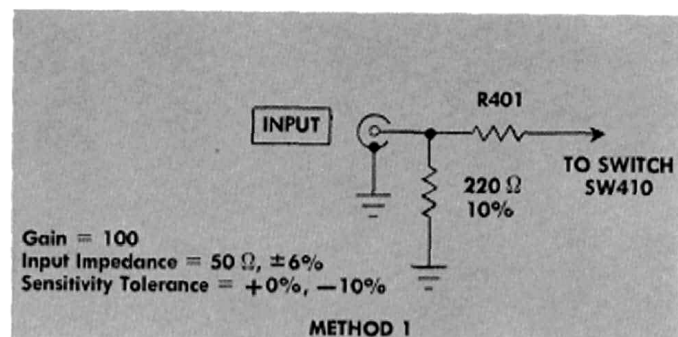 R401
INPUT
TO SWITCH
SW410
220 Ω
10%
Gain = 100
Input Impedance = 50 Ω, ±6%
Sensitivity Tolerance = +0%, −10%
METHOD 1